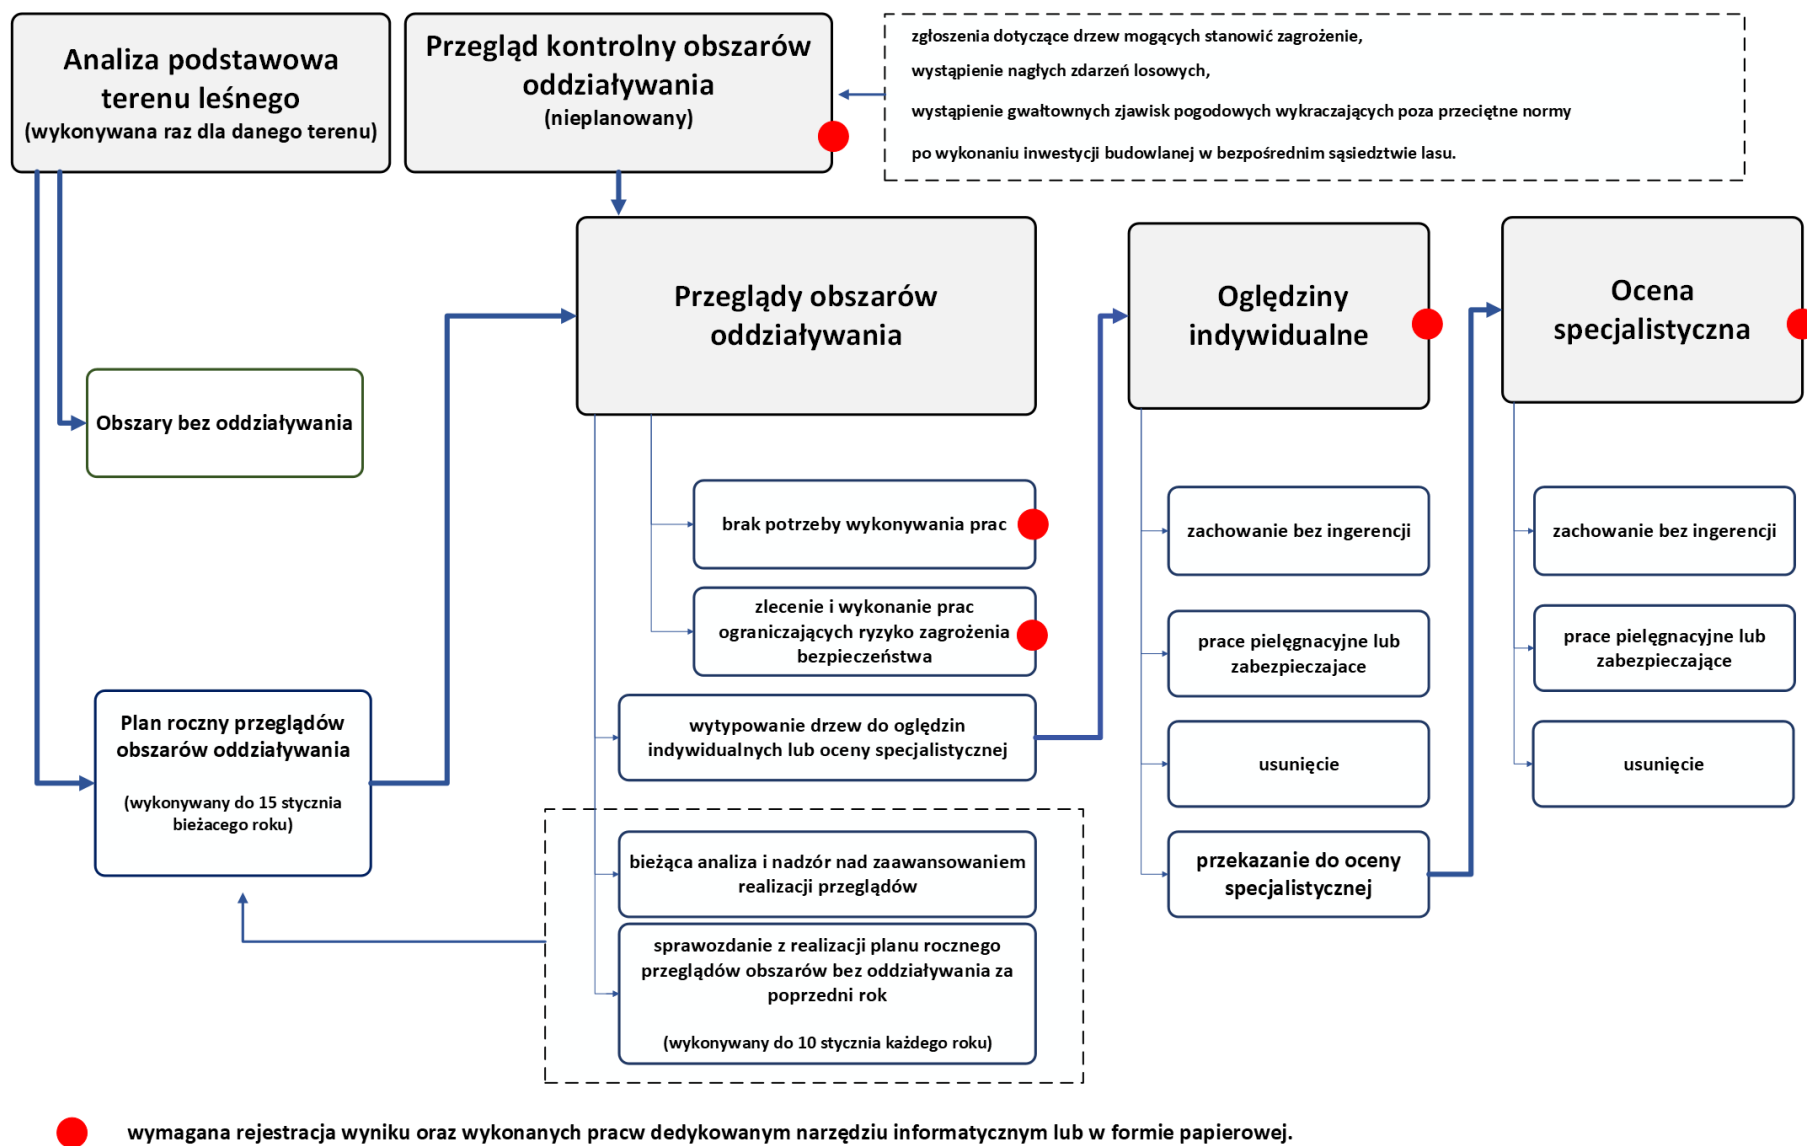 Analiza podstawowa
terenu leśnego
(wykonywana raz dla danego terenu)
Przegląd kontrolny obszarów
oddziaływania
(nieplanowany)
zgłoszenia dotyczące drzew mogących stanowić zagrożenie,
wystąpienie nagłych zdarzeń losowych,
wystąpienie gwałtownych zjawisk pogodowych wykraczających poza przeciętne normy
po wykonaniu inwestycji budowlanej w bezpośrednim sąsiedztwie lasu.
Przeglądy obszarów
oddziaływania
Oględziny
indywidualne
Ocena
specjalistyczna
Obszary bez oddziaływania
brak potrzeby wykonywania prac
zlecenie i wykonanie prac
ograniczających ryzyko zagrożenia
bezpieczeństwa
wytypowanie drzew do oględzin
indywidualnych lub oceny specjalistycznej
Plan roczny przeglądów
obszarów oddziaływania
(wykonywany do 15 stycznia
bieżacego roku)
bieżąca analiza i nadzór nad zaawansowaniem
realizacji przeglądów
sprawozdanie z realizacji planu rocznego
przeglądów obszarów bez oddziaływania za
poprzedni rok
(wykonywany do 10 stycznia każdego roku)
zachowanie bez ingerencji
prace pielęgnacyjne lub
zabezpieczajace
usunięcie
przekazanie do oceny
specjalistycznej
zachowanie bez ingerencji
prace pielęgnacyjne lub
zabezpieczające
usunięcie
wymagana rejestracja wyniku oraz wykonanych pracw dedykowanym narzędziu informatycznym lub w formie papierowej.